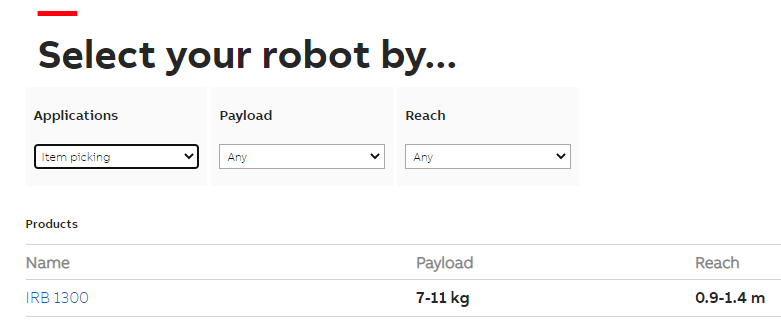 Select your robot by...
Applications Payload Reach
Item picking Any Any
Products
Name Payload Reach
IRB 1300 7-11 kg 0.9-1.4 m